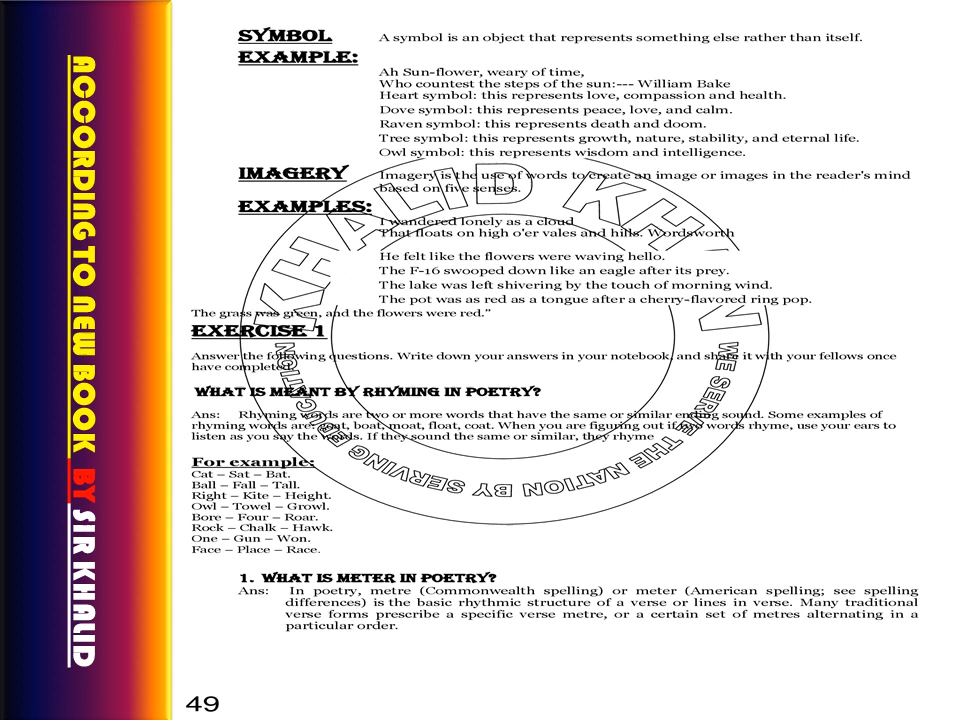 ACCORDING TO NEW BOOK BY SIR KHALID
SYMBOL A symbol is an object that represents something else rather than itself.
EXAMPLE:
Ah Sun-flower, weary of time,
Who countest the steps of the sun:--- William Bake
Heart symbol: this represents love, compassion and health.
Dove symbol: this represents peace, love, and calm.
Raven symbol: this represents death and doom.
Tree symbol: this represents growth, nature, stability, and eternal life.
Owl symbol: this represents wisdom and intelligence.
IMAGERY Imagery is the use of words to create an image or images in the reader's mind
based on five senses.
EXAMPLES:
I wandered lonely as a cloud
That floats on high o'er vales and hills. Wordsworth
He felt like the flowers were waving hello.
The F-16 swooped down like an eagle after its prey.
The lake was left shivering by the touch of morning wind.
The pot was as red as a tongue after a cherry-flavored ring pop.
The grass was green, and the flowers were red."
EXERCISE 1
Answer the following questions. Write down your answers in your notebook, and share it with your fellows once
have completed.
WHAT IS MEANT BY RHYMING IN POETRY?
Ans: Rhyming words are two or more words that have the same or similar ending sound. Some examples of
rhyming words are: goat, boat, moat, float, coat. When you are figuring out if two words rhyme, use your ears to
listen as you say the words. If they sound the same or similar, they rhyme
For example:
Cat – Sat – Bat.
Ball – Fall – Tall.
Right – Kite – Height.
Owl – Towel – Growl.
Bore – Four – Roar.
Rock – Chalk – Hawk.
One – Gun – Won.
Face – Place – Race.
1. WHAT IS METER IN POETRY?
Ans: In poetry, metre (Commonwealth spelling) or meter (American spelling; see spelling
differences) is the basic rhythmic structure of a verse or lines in verse. Many traditional
verse forms prescribe a specific verse metre, or a certain set of metres alternating in a
particular order.
KHALID KHAN
WE SERVE THE NATION BY SERVING EDUCATION
49